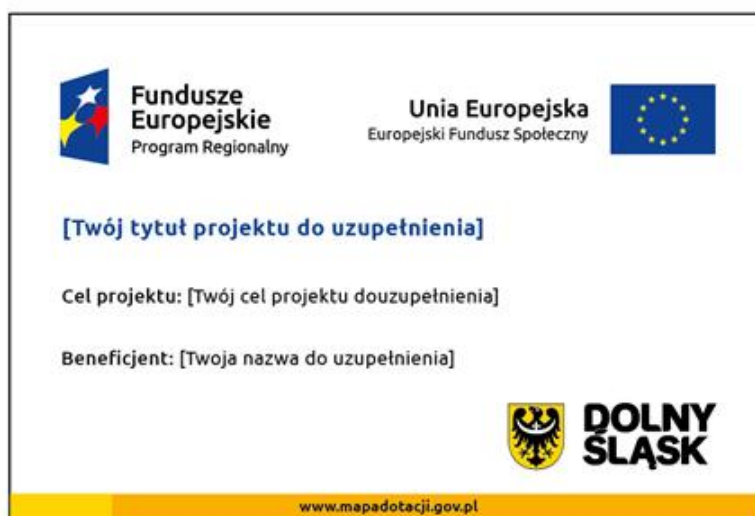 Fundusze
Europejskie
Program Regionalny
Unia Europejska
Europejski Fundusz Społeczny
[Twój tytuł projektu do uzupełnienia]
Cel projektu: [Twój cel projektu douzupełnienia]
Beneficjent: [Twoja nazwa do uzupełnienia]
DOLNY
ŚLĄSK
www.mapadotacji.gov.pl